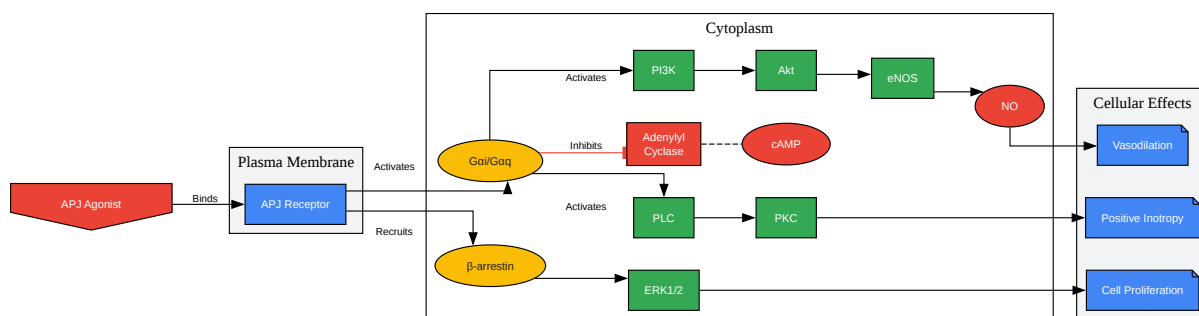 Cytoplasm
PI3K
Akt
eNOS
Activates
NO
Cellular Effects
Adenylyl
Cyclase
cAMP
Inhibits
Gαi/Gαq
Vasodilation
Plasma Membrane
Activates
APJ Agonist
Binds
APJ Receptor
Activates
PLC
PKC
Positive Inotropy
Recruits
β-arrestin
ERK1/2
Cell Proliferation